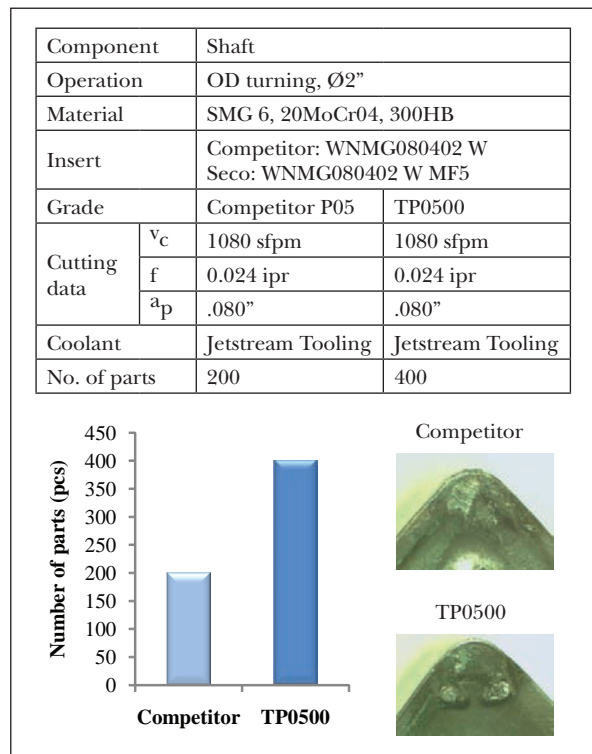 Component Shaft
Operation OD turning, Ø2”
Material SMG 6, 20MoCr04, 300HB
Insert Competitor: WNMG080402 W
Seco: WNMG080402 W MF5
Grade Competitor P05 TP0500
Cutting data vc 1080 sfpm 1080 sfpm
f 0.024 ipr 0.024 ipr
ap .080” .080”
Coolant Jetstream Tooling Jetstream Tooling
No. of parts 200 400
Number of parts (pcs)
450
400
350
300
250
200
150
100
50
0
Competitor TP0500
Competitor
TP0500